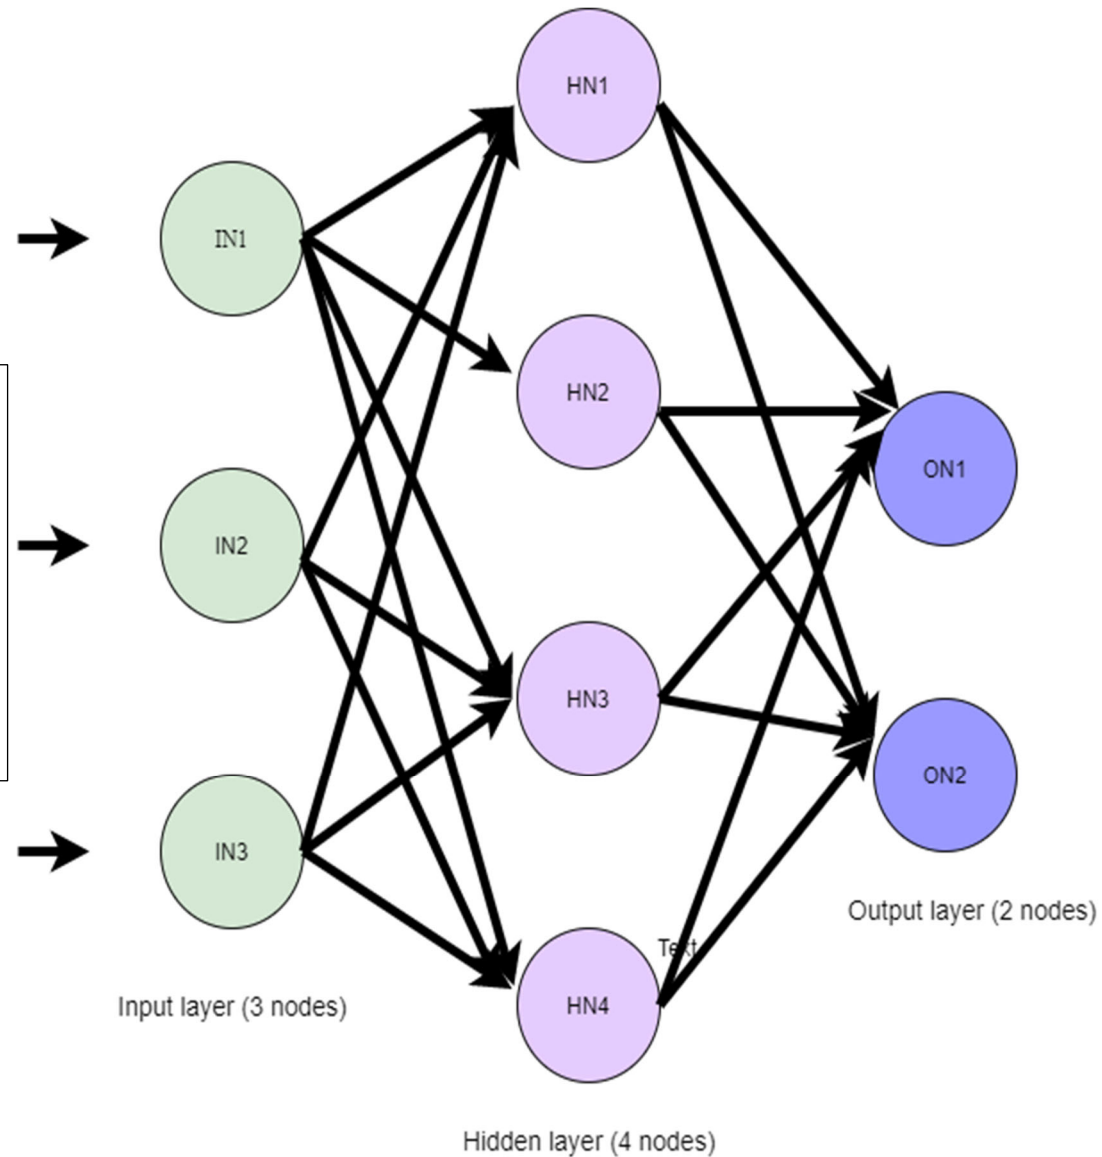 HN1
IN1
HN2
ON1
IN2
HN3
ON2
IN3
Output layer (2 nodes)
Text
Input layer (3 nodes)
HN4
Hidden layer (4 nodes)